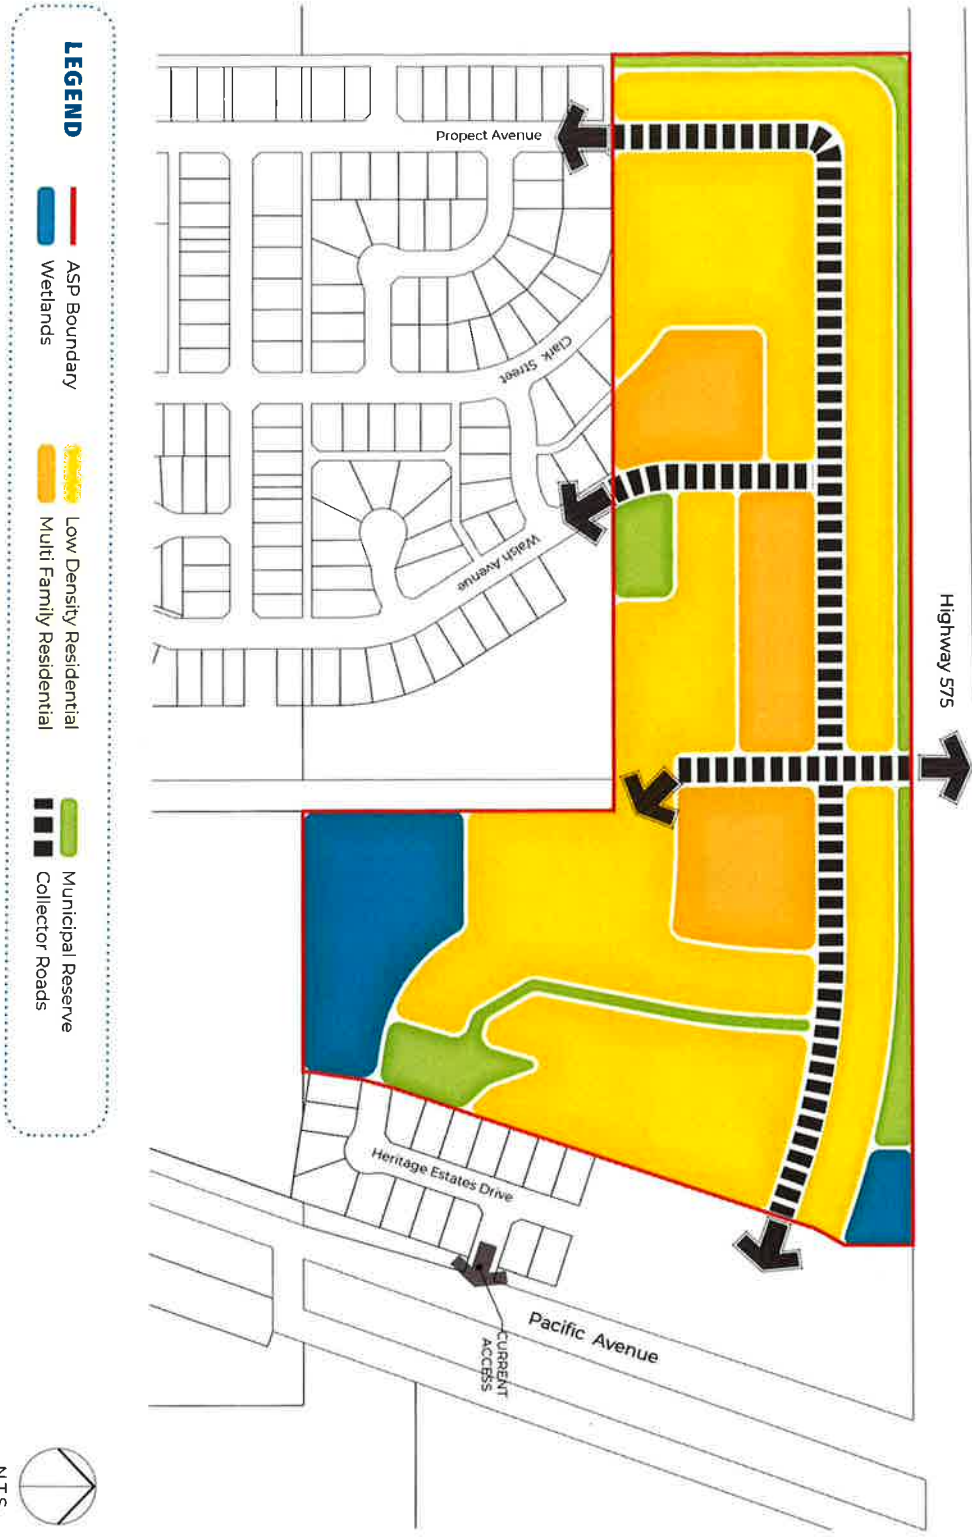 Highway 575
Propect Avenue
Clark Street
Walsh Avenue
Heritage Estates Drive
Pacific Avenue
CURRENT
ACCESS
LEGEND
ASP Boundary
Wetlands
Low Density Residential
Multi Family Residential
Municipal Reserve
Collector Roads
N.T.S.